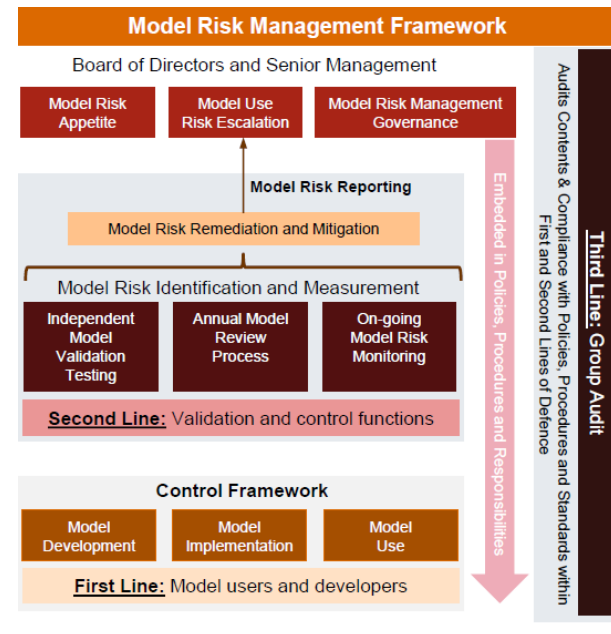 Model Risk Management Framework
Board of Directors and Senior Management
Model Risk
Appetite
Model Use
Risk Escalation
Model Risk Management
Governance
Model Risk Reporting
Model Risk Remediation and Mitigation
Model Risk Identification and Measurement
Independent
Model
Validation
Testing
Annual Model
Review
Process
On-going
Model Risk
Monitoring
Second Line: Validation and control functions
Control Framework
Model
Development
Model
Implementation
Model
Use
First Line: Model users and developers
Embedded in Policies, Procedures and Responsibilities
Audits Contents & Compliance with Policies, Procedures and Standards within
First and Second Lines of Defence
Third Line: Group Audit